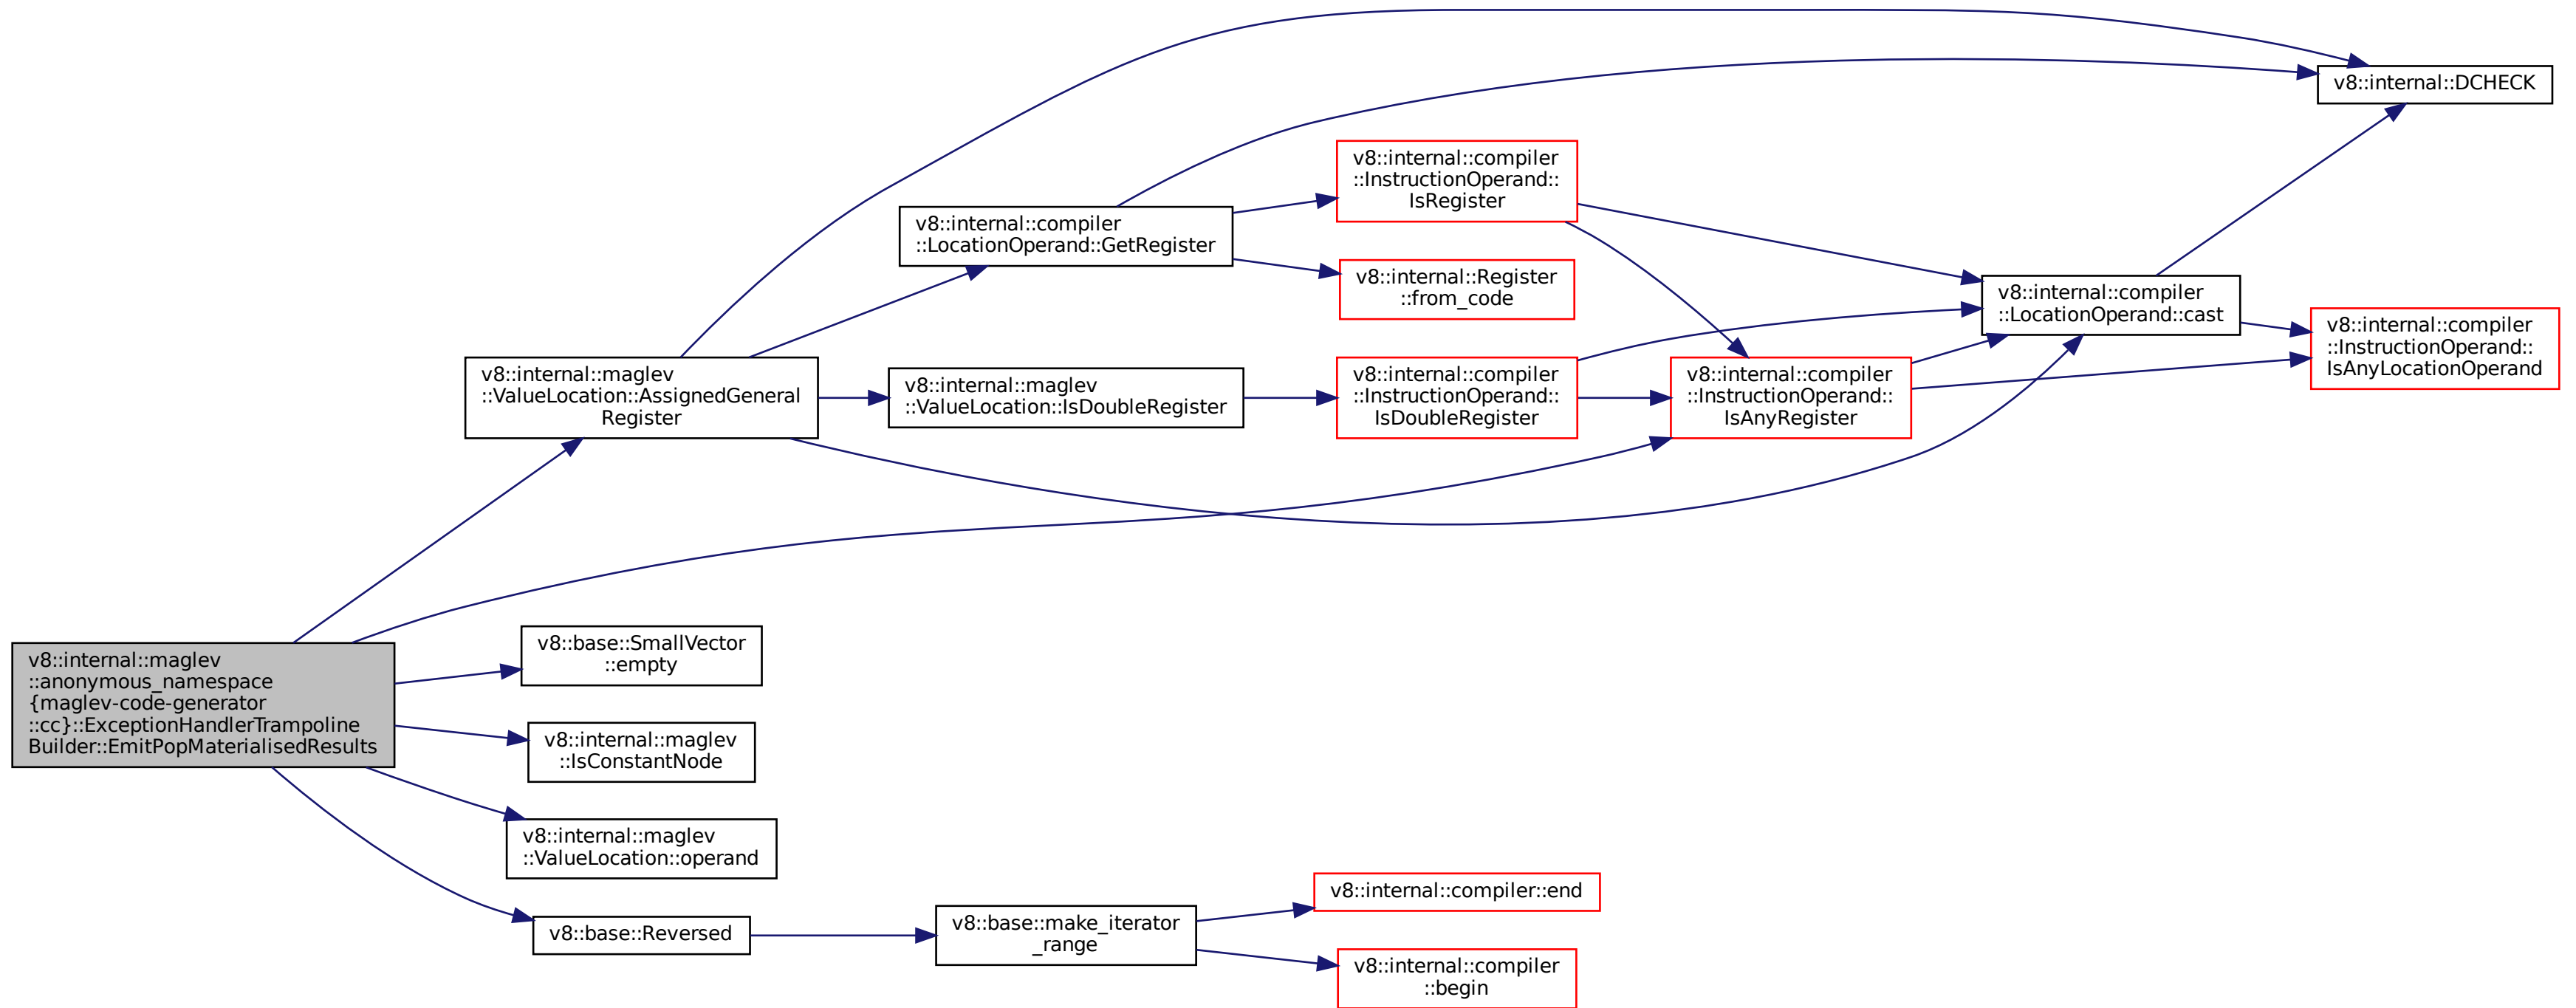 v8::internal::maglev
::anonymous_namespace
{maglev-code-generator
::cc}::ExceptionHandlerTrampoline
Builder::EmitPopMaterialisedResults
v8::internal::maglev
::ValueLocation::AssignedGeneral
Register
v8::internal::compiler
::LocationOperand::GetRegister
v8::internal::compiler
::InstructionOperand::
IsRegister
v8::internal::Register
::from_code
v8::internal::maglev
::ValueLocation::IsDoubleRegister
v8::internal::compiler
::InstructionOperand::
IsDoubleRegister
v8::internal::compiler
::InstructionOperand::
IsAnyRegister
v8::internal::compiler
::LocationOperand::cast
v8::internal::DCHECK
v8::internal::compiler
::InstructionOperand::
IsAnyLocationOperand
v8::base::SmallVector
::empty
v8::internal::maglev
::IsConstantNode
v8::internal::maglev
::ValueLocation::operand
v8::base::Reversed
v8::base::make_iterator
_range
v8::internal::compiler::end
v8::internal::compiler
::begin